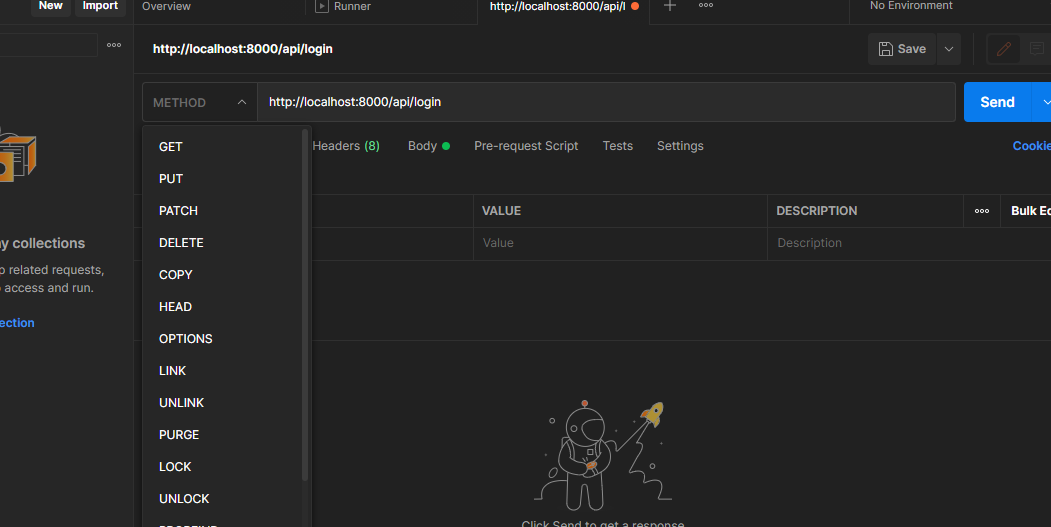 New Import
Overview
Runner
http://localhost:8000/api/l
No Environment
http://localhost:8000/api/login
Save
METHOD
http://localhost:8000/api/login
Send
GET
PUT
PATCH
DELETE
COPY
HEAD
OPTIONS
LINK
UNLINK
PURGE
LOCK
UNLOCK
PROPFIND
Headers (8)
Body
Pre-request Script
Tests
Settings
Cookie
VALUE
DESCRIPTION
Bulk Ed
Value
Description
y collections
p related requests,
access and run.
ection
Click Send to get a response